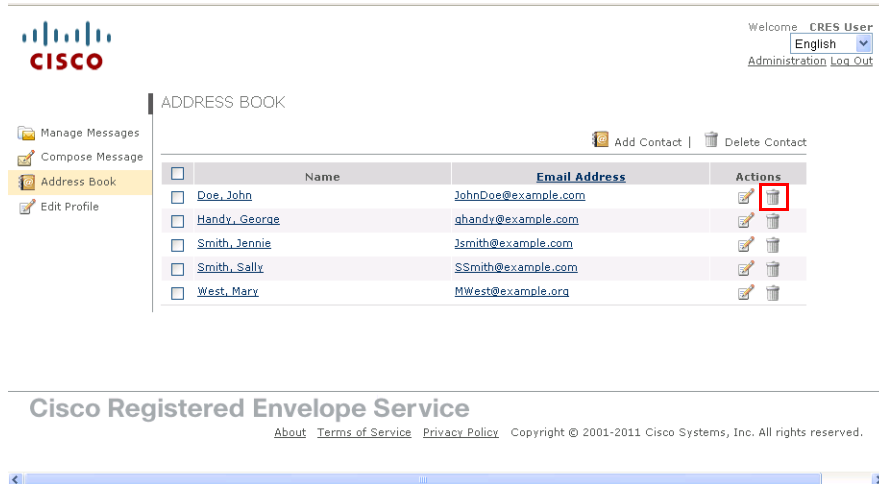 Welcome CRES User
English
Administration Log Out
CISCO
ADDRESS BOOK
Manage Messages
Compose Message
Address Book
Edit Profile
Add Contact | Delete Contact
Name Email Address Actions
Doe, John JohnDoe@example.com
Handy, George ghandy@example.com
Smith, Jennie Jsmith@example.com
Smith, Sally SSmith@example.com
West, Mary MWest@example.org
Cisco Registered Envelope Service
About Terms of Service Privacy Policy Copyright © 2001-2011 Cisco Systems, Inc. All rights reserved.